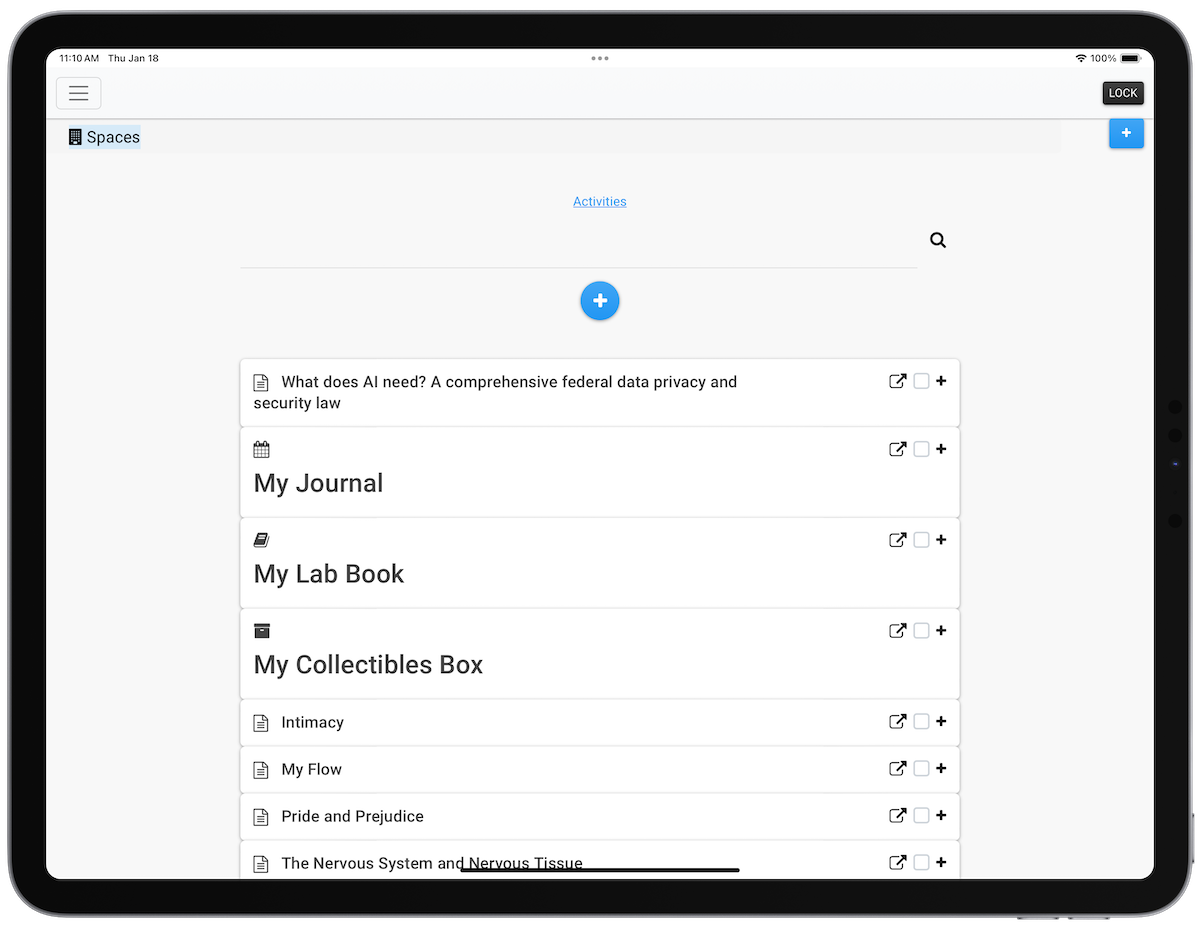 11:10 AM Thu Jan 18
100%
LOCK
Spaces
Activities
What does AI need? A comprehensive federal data privacy and
security law
My Journal
My Lab Book
My Collectibles Box
Intimacy
My Flow
Pride and Prejudice
The Nervous System and Nervous Tissue